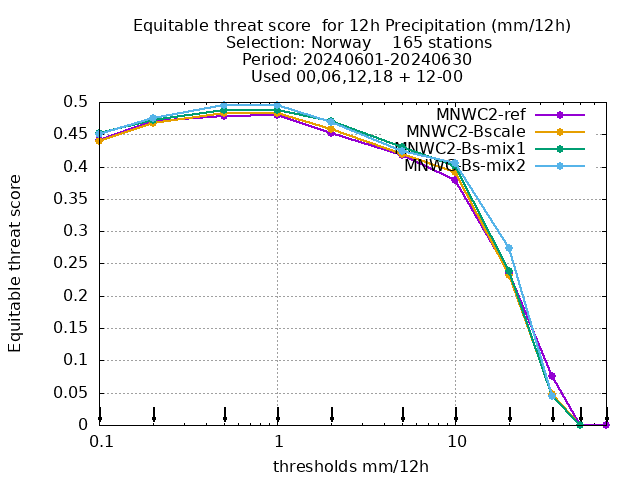 Equitable threat score  for 12h Precipitation (mm/12h)
Selection: Norway    165 stations
Period: 20240601-20240630
Used 00,06,12,18 + 12-00
MNWC2-ref
MNWC2-Bscale
MNWC2-Bs-mix1
MNWC-Bs-mix2
Equitable threat score
0.5
0.45
0.4
0.35
0.3
0.25
0.2
0.15
0.1
0.05
0
0.1
1
10
thresholds mm/12h